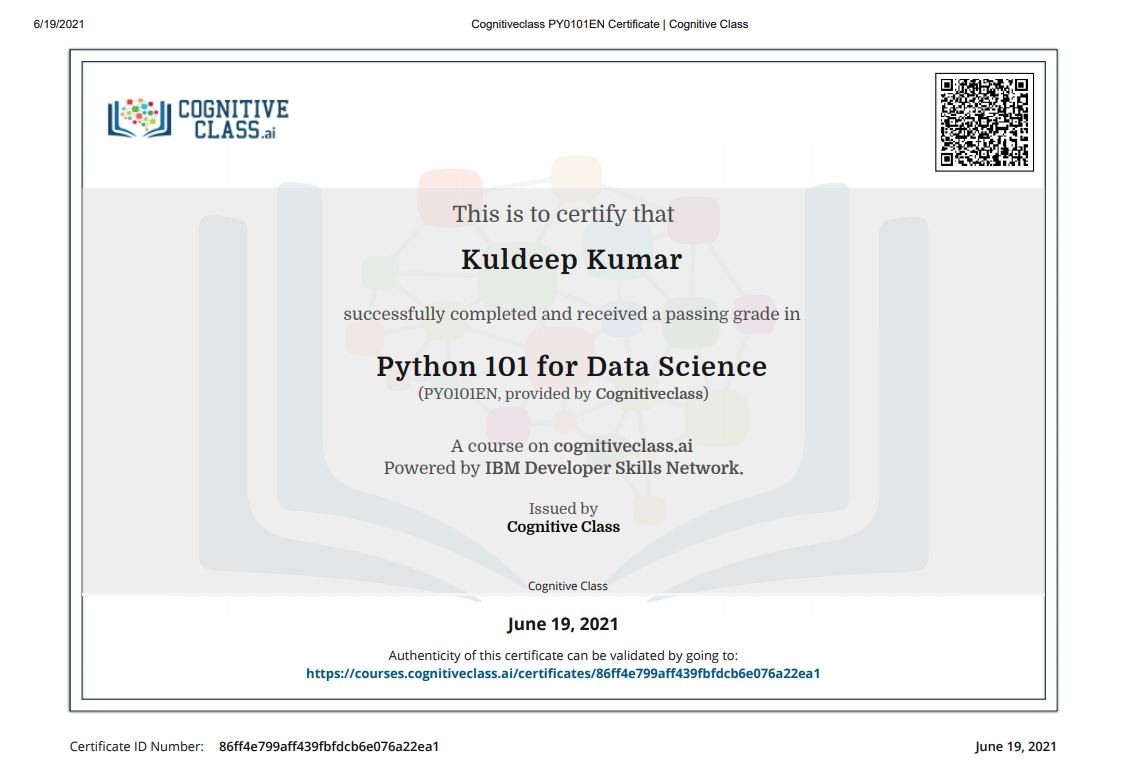 6/19/2021 Cognitiveclass PY0101EN Certificate | Cognitive Class
COGNITIVE
CLASS.ai
This is to certify that
Kuldeep Kumar
successfully completed and received a passing grade in
Python 101 for Data Science
(PY0101EN, provided by Cognitiveclass)
A course on cognitiveclass.ai
Powered by IBM Developer Skills Network.
Issued by
Cognitive Class
Cognitive Class
June 19, 2021
Authenticity of this certificate can be validated by going to:
https://courses.cognitiveclass.ai/certificates/86ff4e799aff439fbfdcb6e076a22ea1
Certificate ID Number: 86ff4e799aff439fbfdcb6e076a22ea1 June 19, 2021